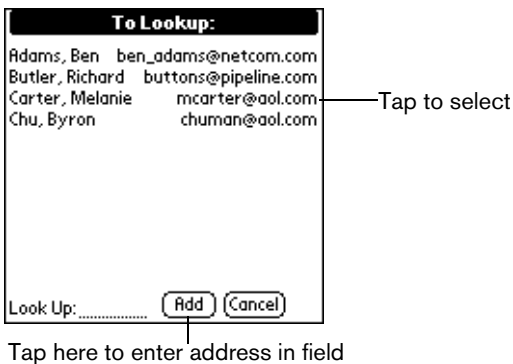 To Lookup:
Adams, Ben ben_adams@netcom.com
Butler, Richard buttons@pipeline.com
Carter, Melanie mcarter@aol.com
Tap to select
Chu, Byron chuman@aol.com
Look Up: Add Cancel
Tap here to enter address in field